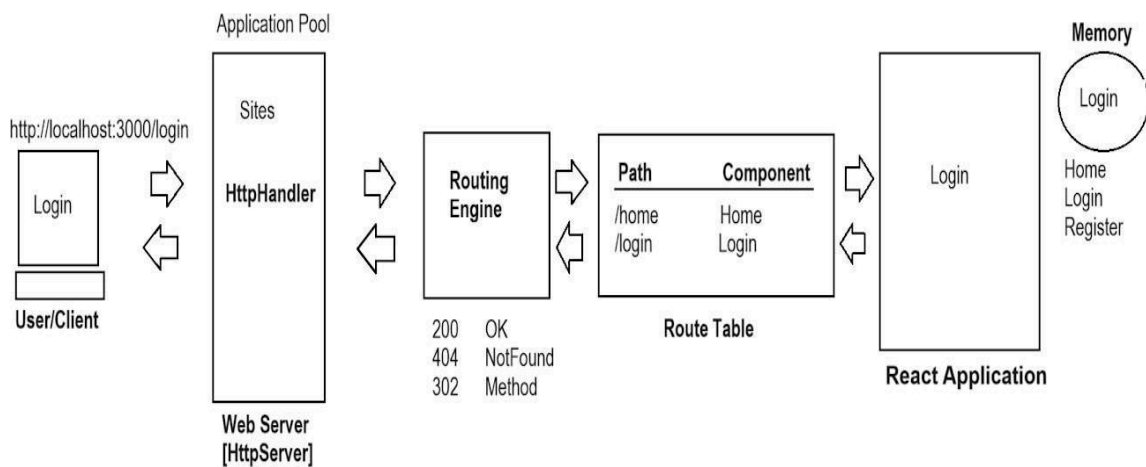 Application Pool
Memory
Sites
Login
http://localhost:3000/login
Login
HttpHandler
Routing
Engine
Path Component
/home Home
/login Login
Login
Home
Login
Register
User/Client
200 OK
404 NotFound
302 Method
Route Table
React Application
Web Server
[HttpServer]